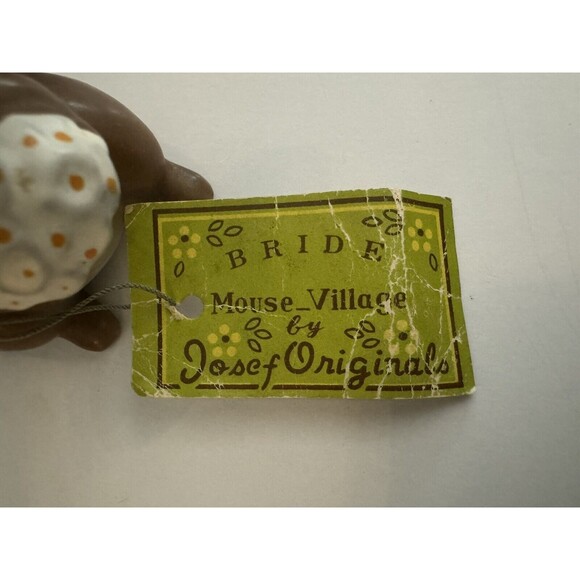 BRIDE
Mouse_Village
by
Josef Originals